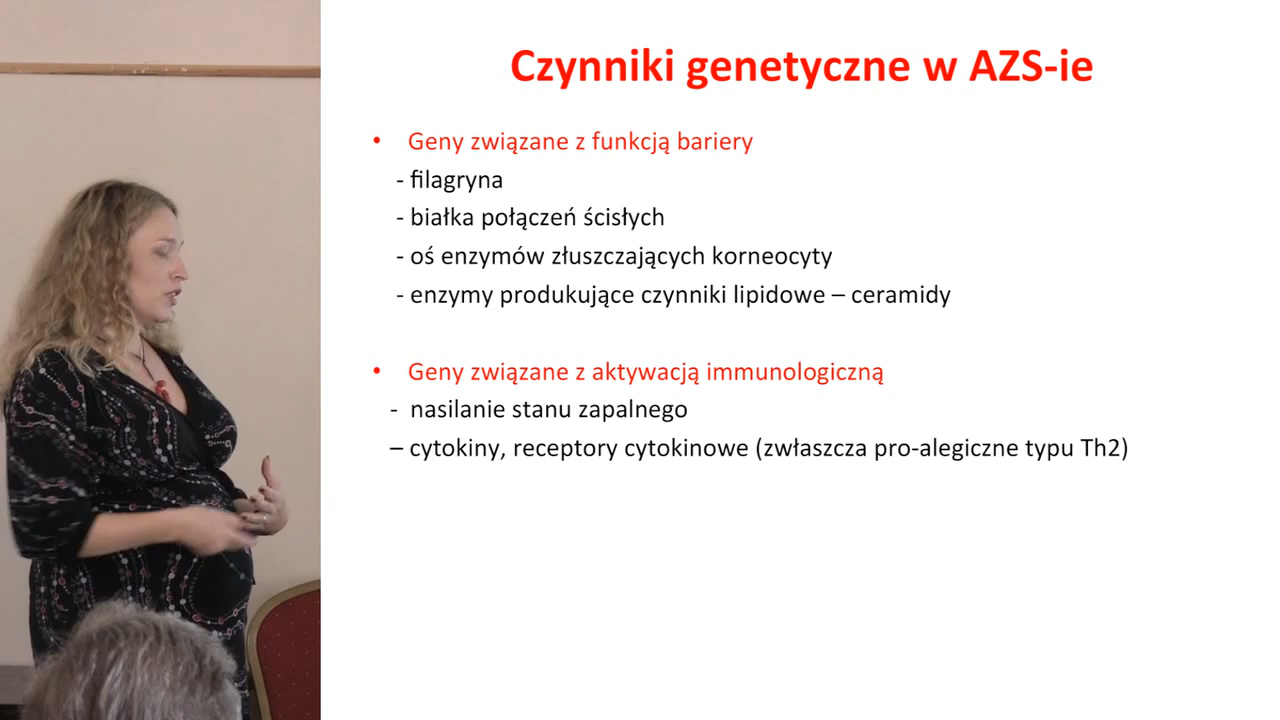 Czynniki genetyczne w AZS-ie
• Geny związane z funkcją bariery
- filagryna
- białka połączeń ścisłych
- oś enzymów złuszczających korneocyty
- enzymy produkujące czynniki lipidowe – ceramidy
• Geny związane z aktywacją immunologiczną
- nasilanie stanu zapalnego
– cytokiny, receptory cytokinowe (zwłaszcza pro-alegiczne typu Th2)